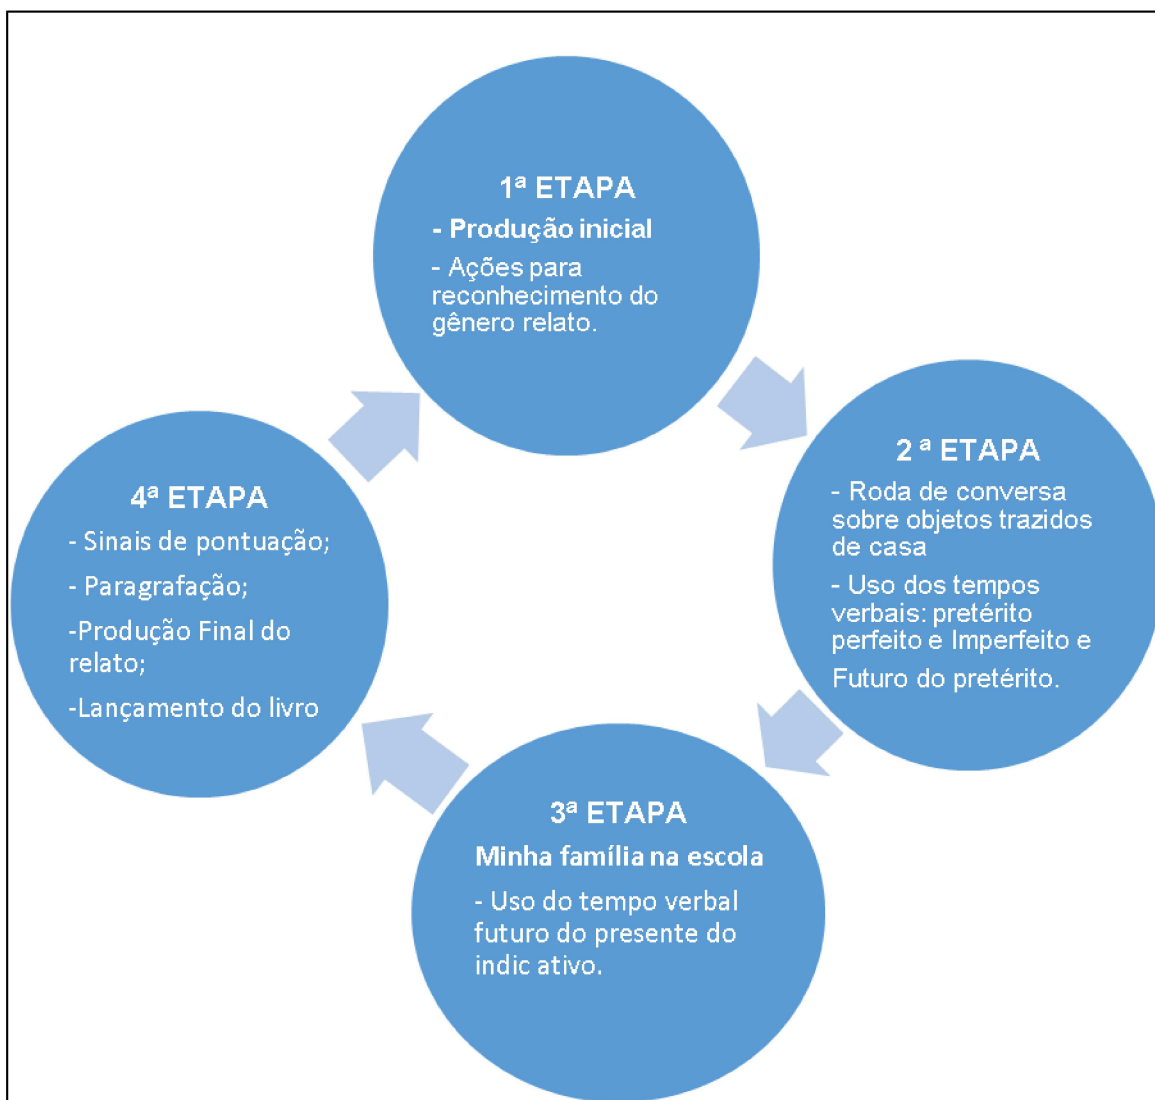 1ª ETAPA
- Produção inicial
- Ações para
reconhecimento do
gênero relato.
2 ª ETAPA
- Roda de conversa
sobre objetos trazidos
de casa
- Uso dos tempos
verbais: pretérito
perfeito e Imperfeito e
Futuro do pretérito.
3ª ETAPA
Minha família na escola
- Uso do tempo verbal
futuro do presente do
indic ativo.
4ª ETAPA
- Sinais de pontuação;
- Paragrafação;
-Produção Final do
relato;
-Lançamento do livro